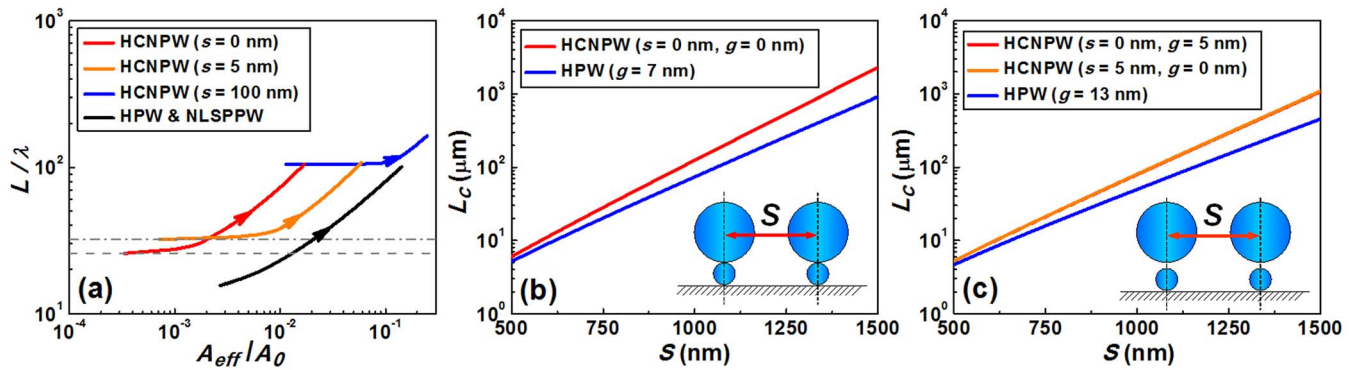 10³
10²
10¹
L / λ
HCNPW (s = 0 nm)
HCNPW (s = 5 nm)
HCNPW (s = 100 nm)
HPW & NLSPPW
(a)
10⁻⁴ 10⁻³ 10⁻² 10⁻¹
A_eff/A₀
10⁴
10³
10²
10¹
10⁰
L_C (μm)
HCNPW (s = 0 nm, g = 0 nm)
HPW (g = 7 nm)
S
(b)
500 750 1000 1250 1500
S (nm)
10⁴
10³
10²
10¹
10⁰
L_C (μm)
HCNPW (s = 0 nm, g = 5 nm)
HCNPW (s = 5 nm, g = 0 nm)
HPW (g = 13 nm)
S
(c)
500 750 1000 1250 1500
S (nm)